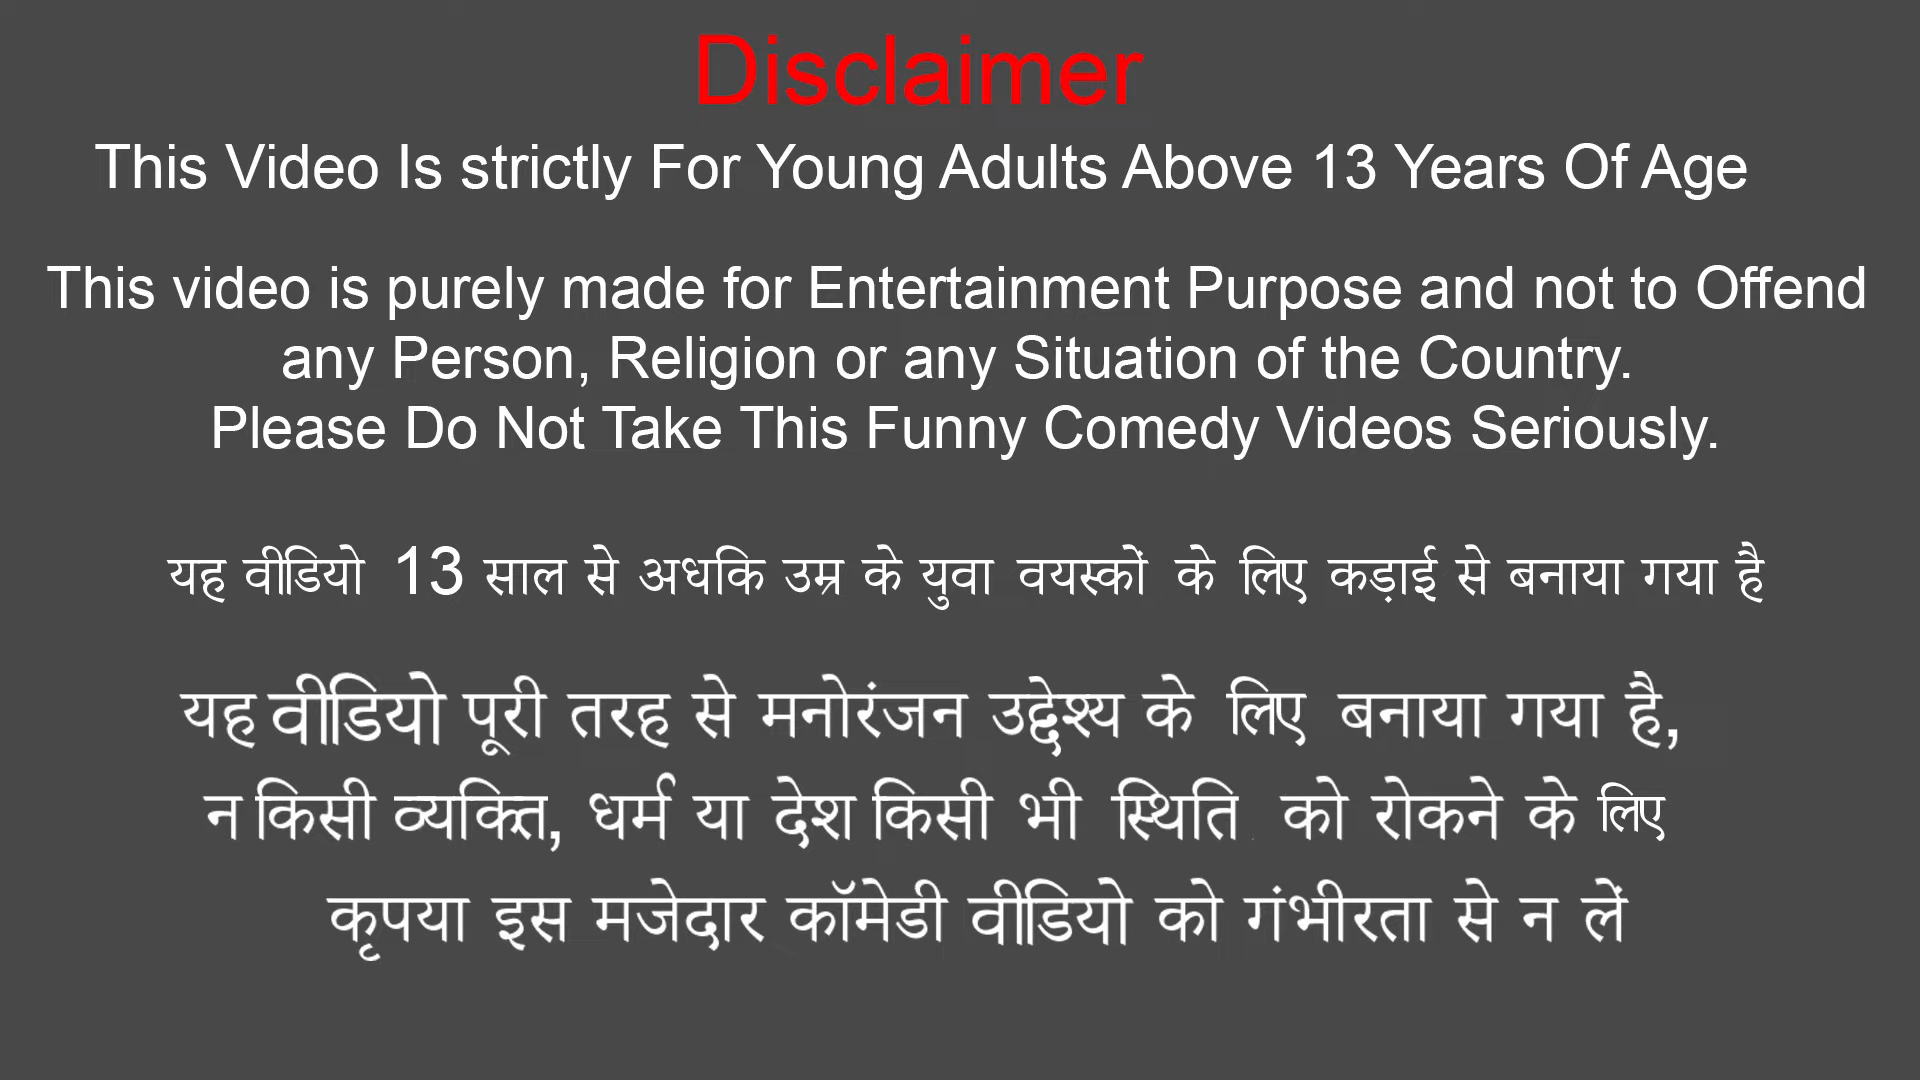 Disclaimer
This Video Is strictly For Young Adults Above 13 Years Of Age
This video is purely made for Entertainment Purpose and not to Offend
any Person, Religion or any Situation of the Country.
Please Do Not Take This Funny Comedy Videos Seriously.
यह वीडियो 13 साल से अधकि उम्र के युवा वयस्कों के लिए कड़ाई से बनाया गया है
यह वीडियो पूरी तरह से मनोरंजन उद्देश्य के लिए बनाया गया है,
न किसी व्यक्ति, धर्म या देश किसी भी स्थिति को रोकने के लिए
कृपया इस मजेदार कॉमेडी वीडियो को गंभीरता से न लें